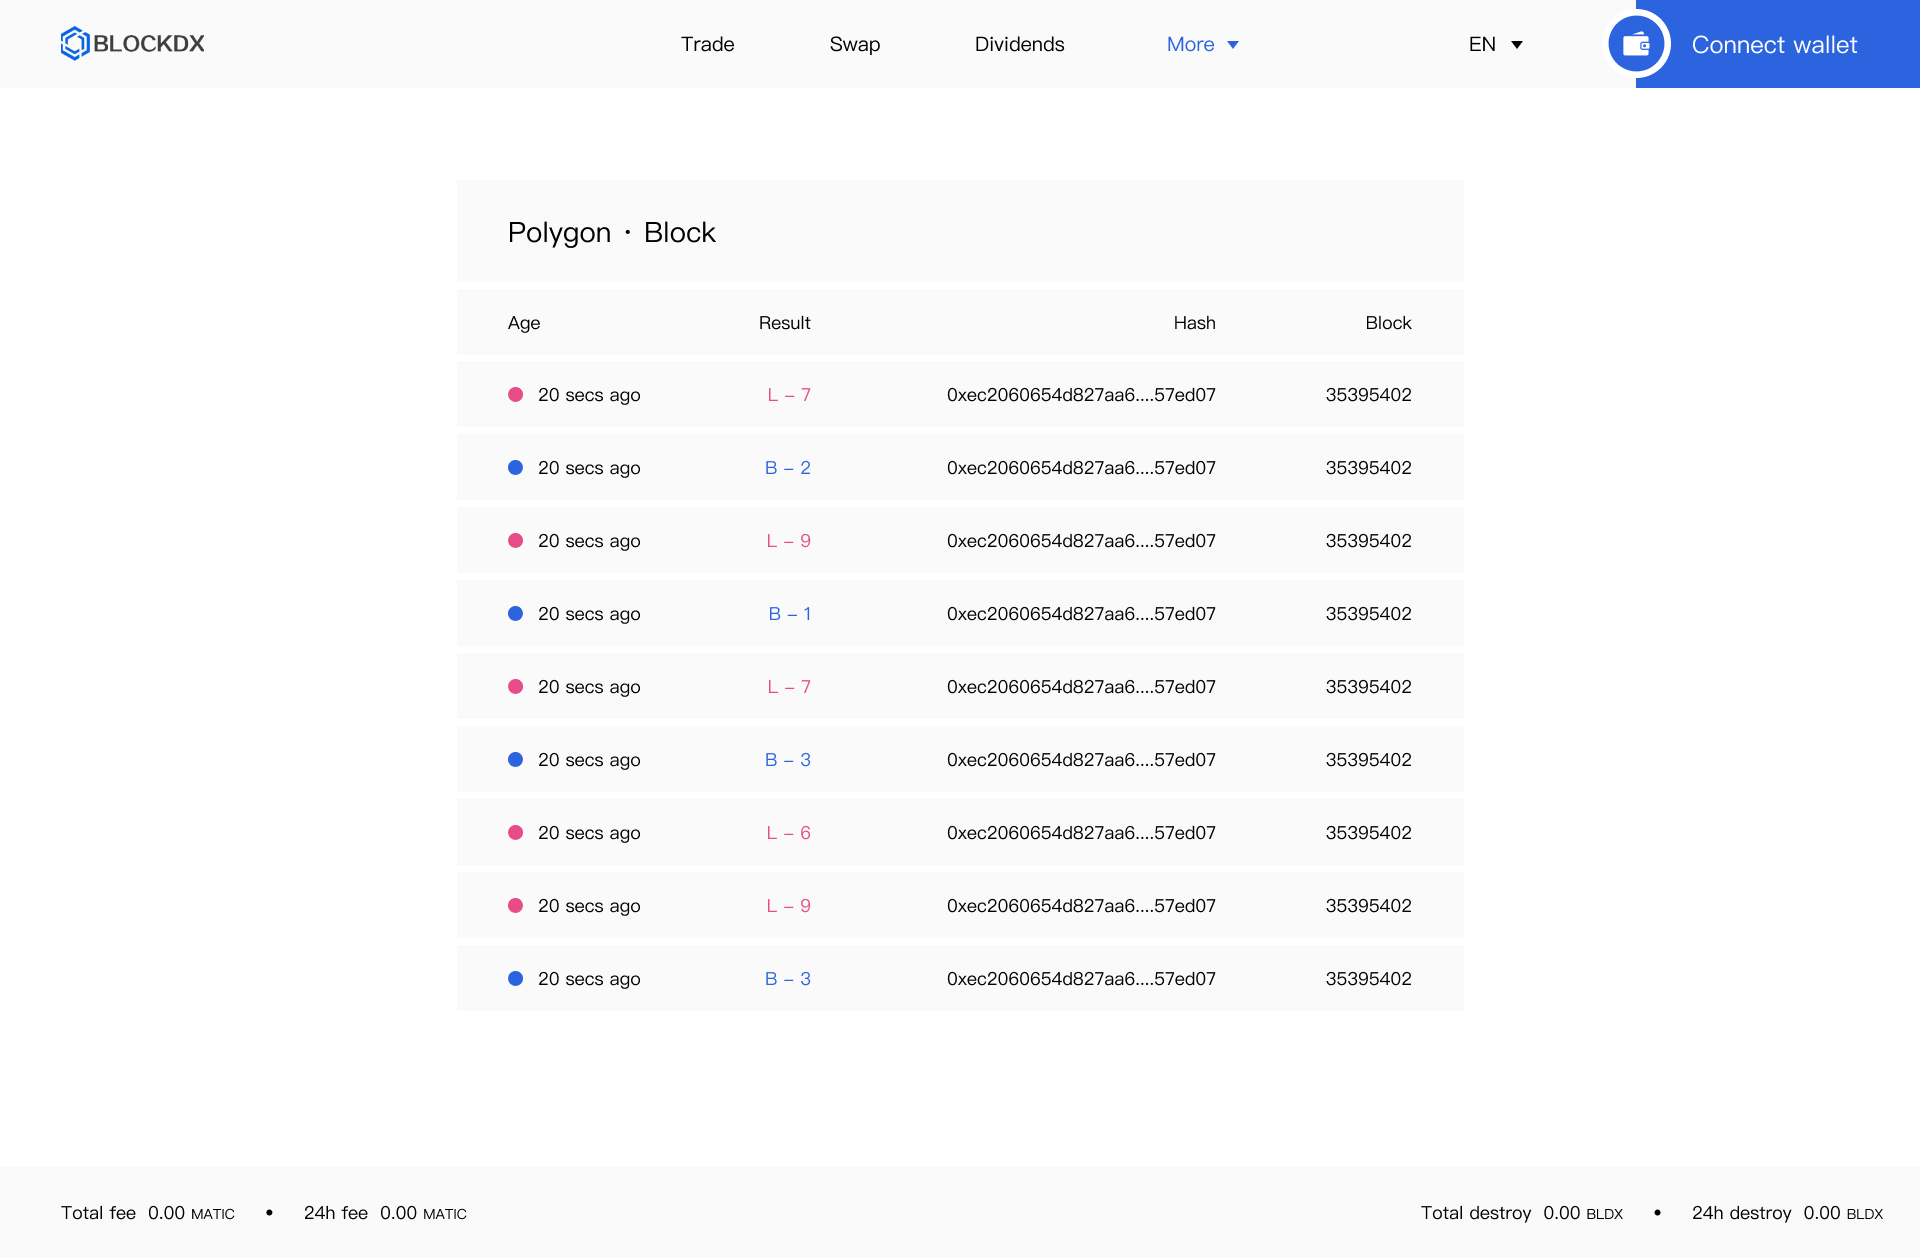 BLOCKDX Trade Swap Dividends More EN Connect wallet
Polygon · Block
Age Result Hash Block
20 secs ago L – 7 0xec2060654d827aa6....57ed07 35395402
20 secs ago B – 2 0xec2060654d827aa6....57ed07 35395402
20 secs ago L – 9 0xec2060654d827aa6....57ed07 35395402
20 secs ago B – 1 0xec2060654d827aa6....57ed07 35395402
20 secs ago L – 7 0xec2060654d827aa6....57ed07 35395402
20 secs ago B – 3 0xec2060654d827aa6....57ed07 35395402
20 secs ago L – 6 0xec2060654d827aa6....57ed07 35395402
20 secs ago L – 9 0xec2060654d827aa6....57ed07 35395402
20 secs ago B – 3 0xec2060654d827aa6....57ed07 35395402
Total fee 0.00 MATIC • 24h fee 0.00 MATIC Total destroy 0.00 BLDX • 24h destroy 0.00 BLDX